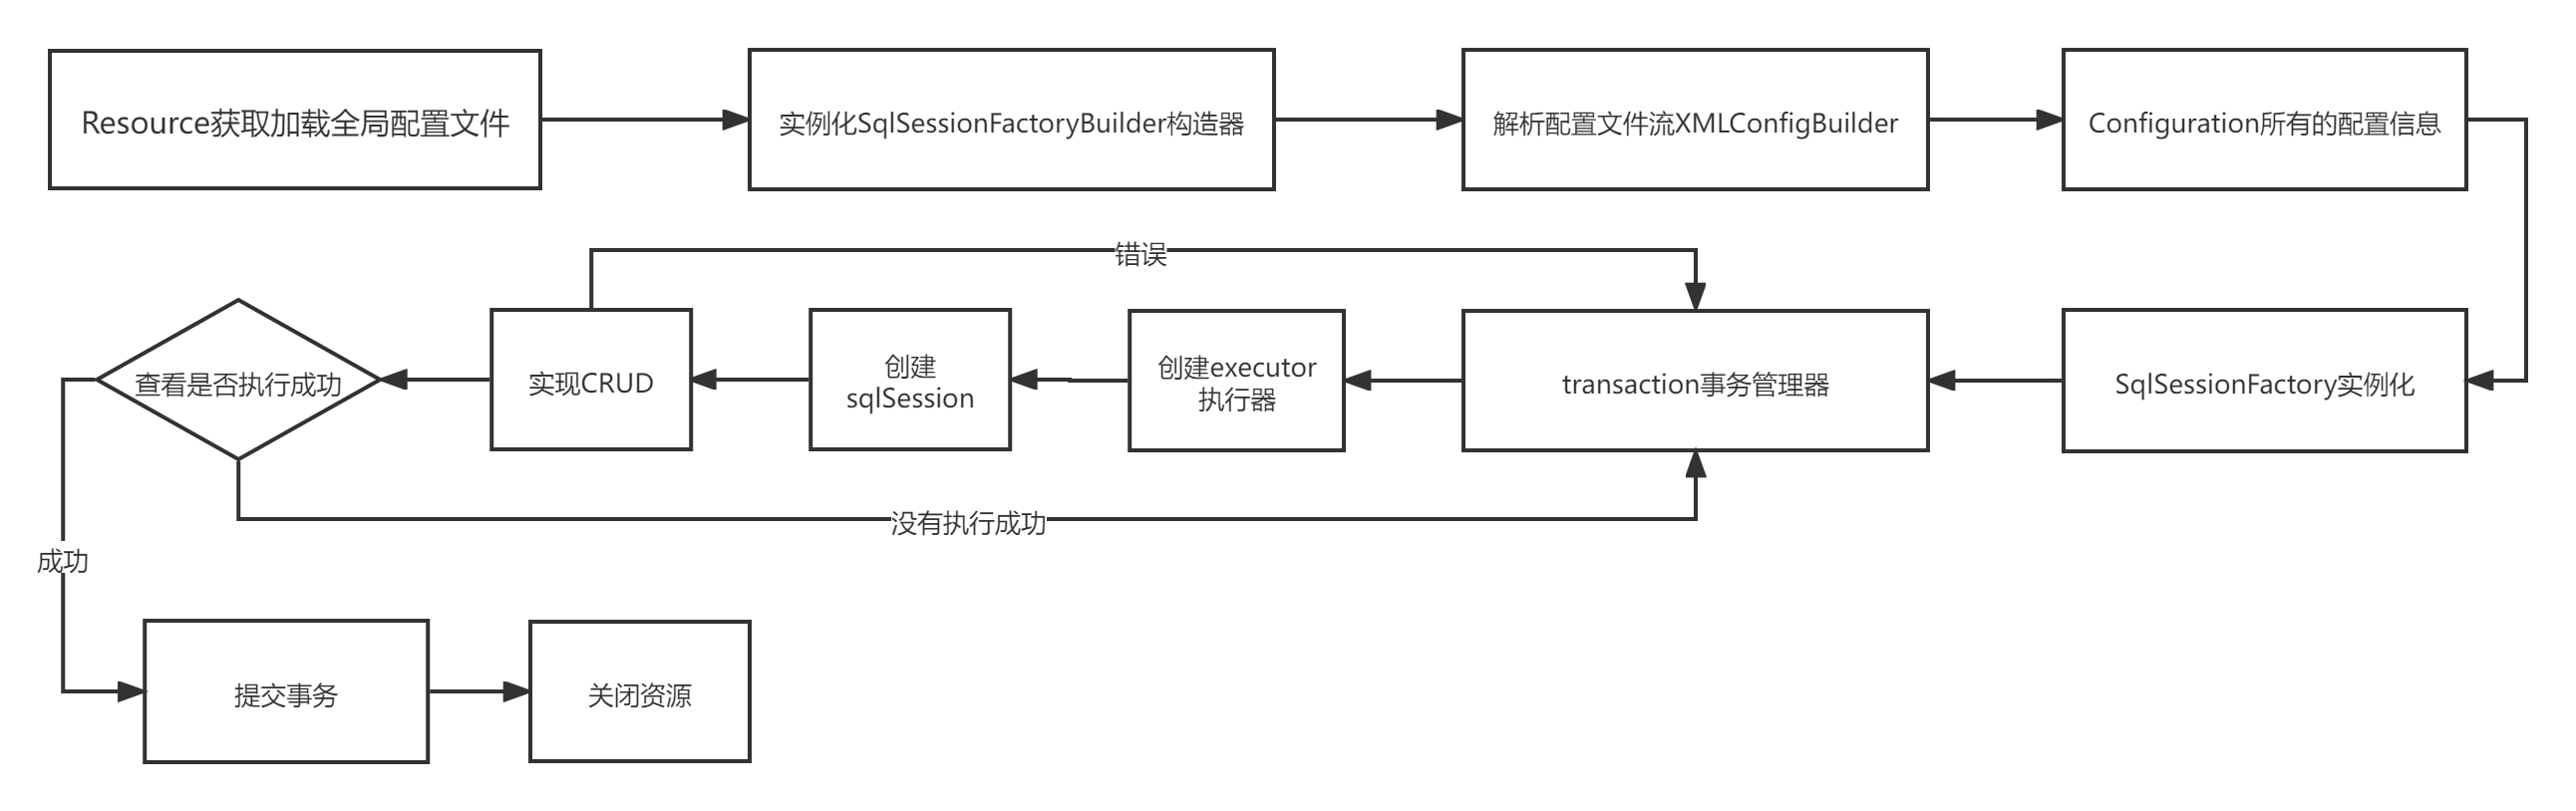 Resource获取加载全局配置文件
实例化SqlSessionFactoryBuilder构造器
解析配置文件流XMLConfigBuilder
Configuration所有的配置信息
错误
查看是否执行成功
实现CRUD
创建
sqlSession
创建executor
执行器
transaction事务管理器
SqlSessionFactory实例化
没有执行成功
成功
提交事务
关闭资源